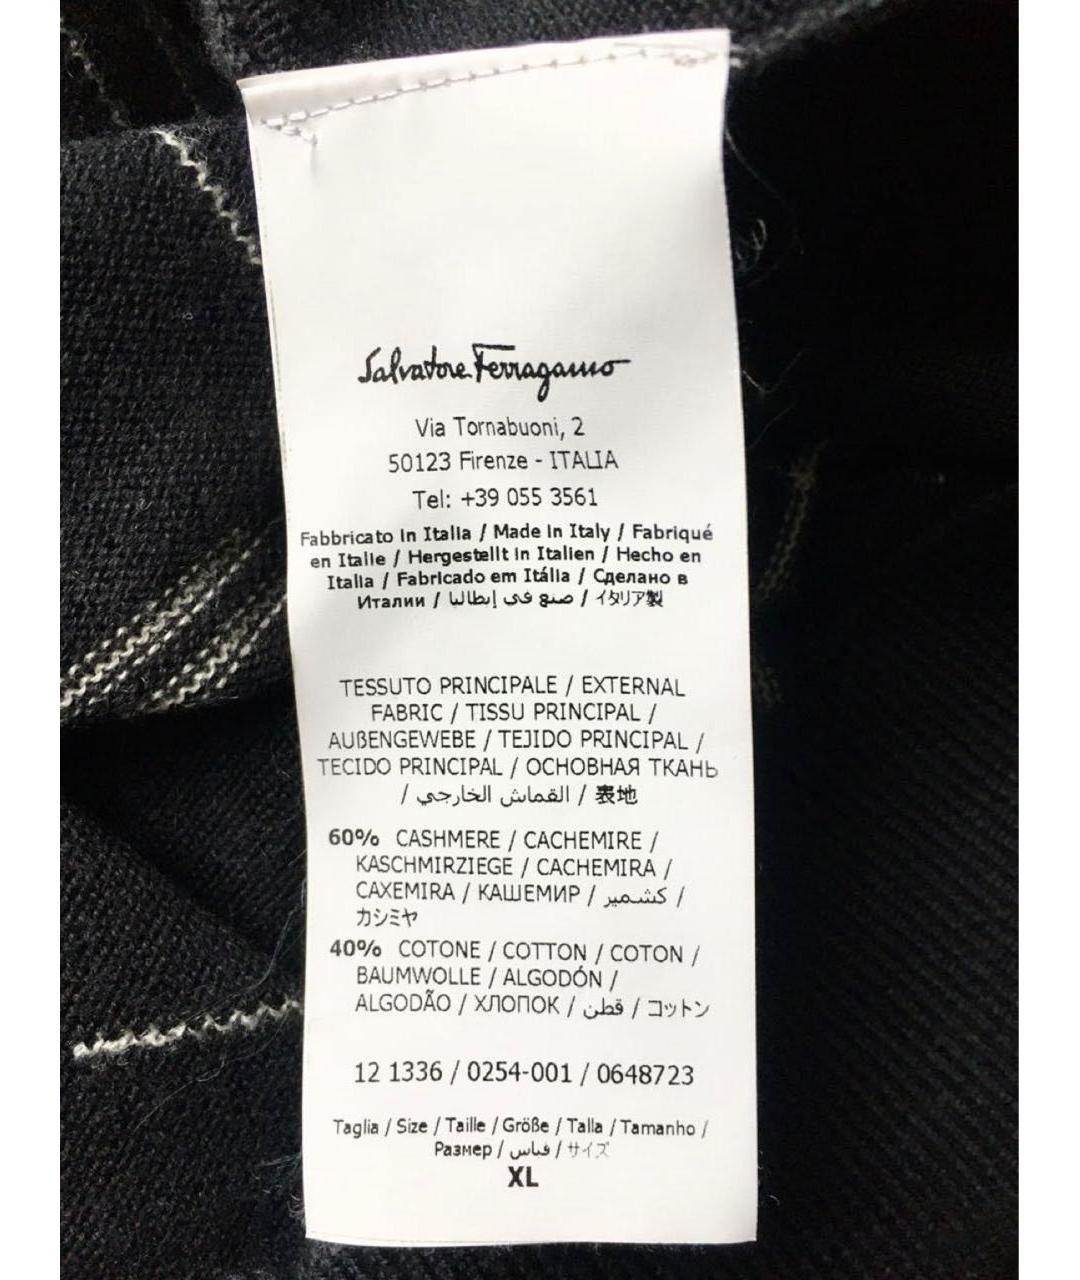 Salvatore Ferragamo
Via Tornabuoni, 2
50123 Firenze - ITALIA
Tel: +39 055 3561
Fabbricato in Italia / Made in Italy / Fabriqué
en Italie / Hergestellt in Italien / Hecho en
Italia / Fabricado em Itália / Сделано в
Италии / صنع في إيطاليا / イタリア製
TESSUTO PRINCIPALE / EXTERNAL
FABRIC / TISSU PRINCIPAL /
AUßENGEWEBE / TEJIDO PRINCIPAL /
TECIDO PRINCIPAL / ОСНОВНАЯ ТКАНЬ
/ القماش الخارجي / 表地
60% CASHMERE / CACHEMIRE /
KASCHMIRZIEGE / CACHEMIRA /
CAXEMIRA / КАШЕМИР / كشمير /
カシミヤ
40% COTONE / COTTON / COTON /
BAUMWOLLE / ALGODÓN /
ALGODÃO / ХЛОПОК / قطن / コットン
12 1336 / 0254-001 / 0648723
Taglia / Size / Taille / Größe / Talla / Tamanho /
Размер / قياس / サイズ
XL